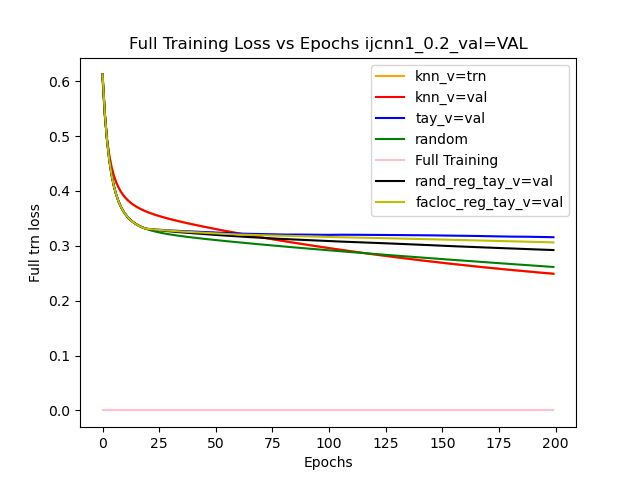 Full Training Loss vs Epochs ijcnn1_0.2_val=VAL
knn_v=trn
knn_v=val
tay_v=val
random
Full Training
rand_reg_tay_v=val
facloc_reg_tay_v=val
Full trn loss
0.6
0.5
0.4
0.3
0.2
0.1
0.0
0 25 50 75 100 125 150 175 200
Epochs